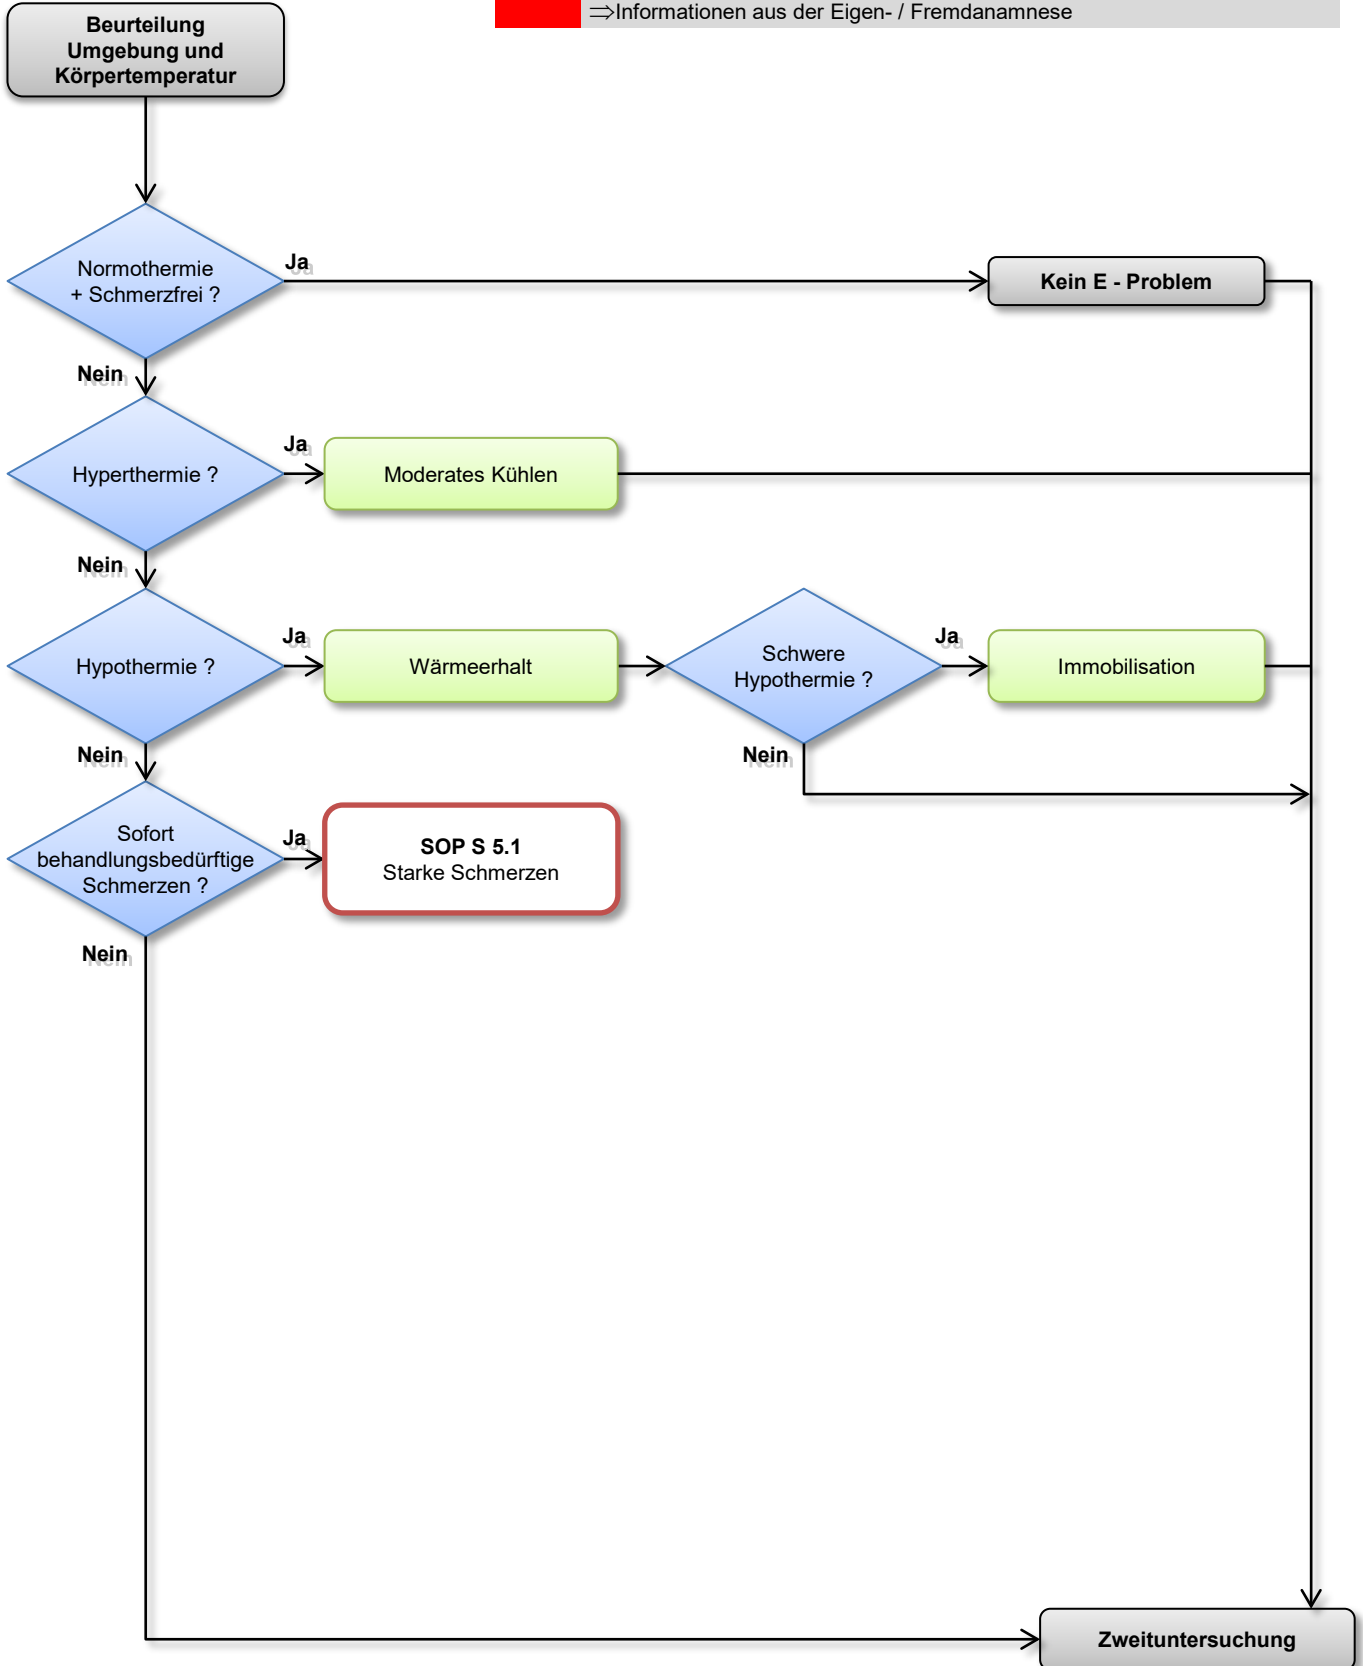 ⇒Informationen aus der Eigen- / Fremdanamnese
Beurteilung
Umgebung und
Körpertemperatur
Normothermie
+ Schmerzfrei ?
Ja
Kein E - Problem
Nein
Hyperthermie ?
Ja
Moderates Kühlen
Nein
Hypothermie ?
Ja
Wärmeerhalt
Schwere
Hypothermie ?
Ja
Immobilisation
Nein
Nein
Sofort
behandlungsbedürftige
Schmerzen ?
Ja
SOP S 5.1
Starke Schmerzen
Nein
Zweituntersuchung